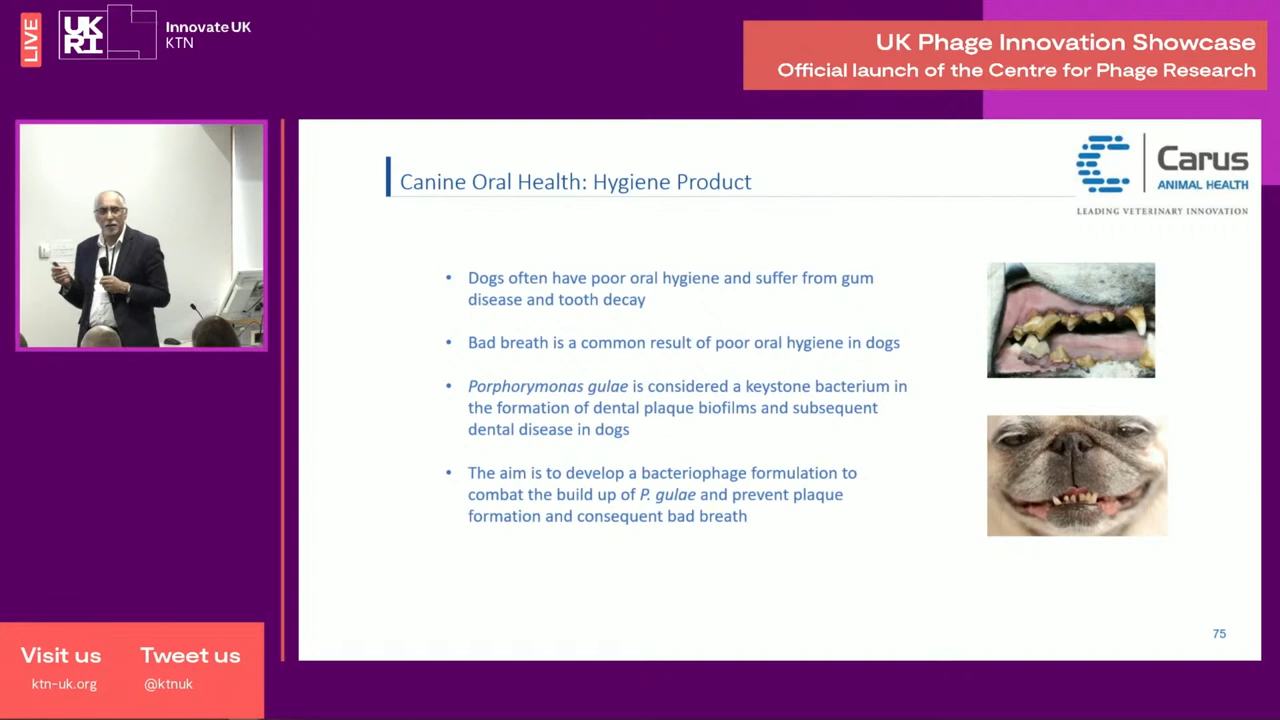 LIVE
UK
RI
Innovate UK
KTN
UK Phage Innovation Showcase
Official launch of the Centre for Phage Research
Carus
ANIMAL HEALTH
LEADING VETERINARY INNOVATION
Canine Oral Health: Hygiene Product
• Dogs often have poor oral hygiene and suffer from gum
disease and tooth decay
• Bad breath is a common result of poor oral hygiene in dogs
• Porphorymonas gulae is considered a keystone bacterium in
the formation of dental plaque biofilms and subsequent
dental disease in dogs
• The aim is to develop a bacteriophage formulation to
combat the build up of P. gulae and prevent plaque
formation and consequent bad breath
75
Visit us
ktn-uk.org
Tweet us
@ktnuk